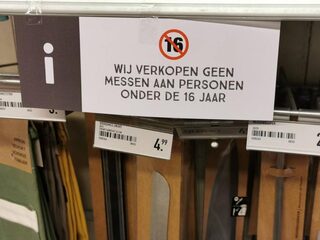 i
16
WIJ VERKOPEN GEEN
MESSEN AAN PERSONEN
ONDER DE 16 JAAR
4.99